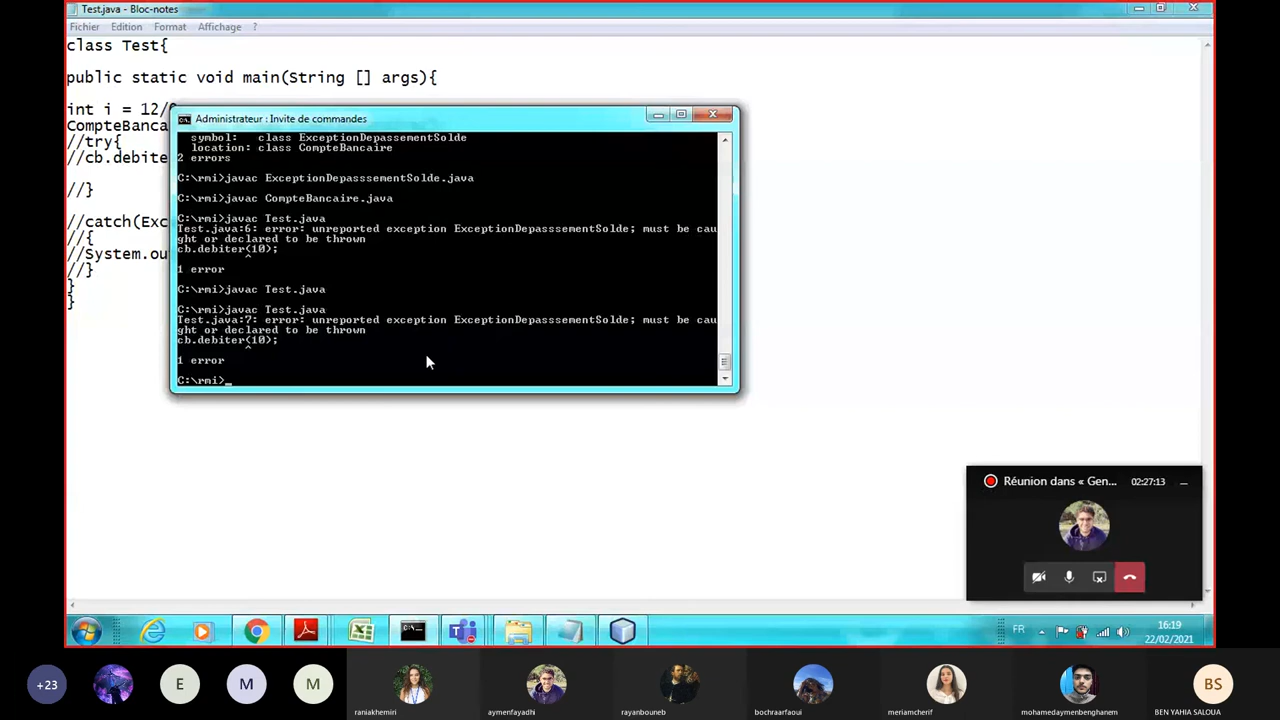 Test.java - Bloc-notes
Fichier Edition Format Affichage ?
class Test{
public static void main(String [] args){
int i = 12/
CompteBanca
//try{
//cb.debite
//}
//catch(Exc
//{
//System.ou
//}
}
}
Administrateur : Invite de commandes
symbol: class ExceptionDepassementSolde
location: class CompteBancaire
2 errors
C:\rmi>javac ExceptionDepasssementSolde.java
C:\rmi>javac CompteBancaire.java
C:\rmi>javac Test.java
Test.java:6: error: unreported exception ExceptionDepasssementSolde; must be cau
ght or declared to be thrown
cb.debiter(10);
^
1 error
C:\rmi>javac Test.java
C:\rmi>javac Test.java
Test.java:7: error: unreported exception ExceptionDepasssementSolde; must be cau
ght or declared to be thrown
cb.debiter(10);
^
1 error
C:\rmi>_
Réunion dans « Gen... 02:27:13
FR
16:19
22/02/2021
+23
E
M
M
BS
raniakhemiri
aymenfayadhi
rayanbouneb
bochraarfaoui
meriamcherif
mohamedaymenbenghanem
BEN YAHIA SALOUA